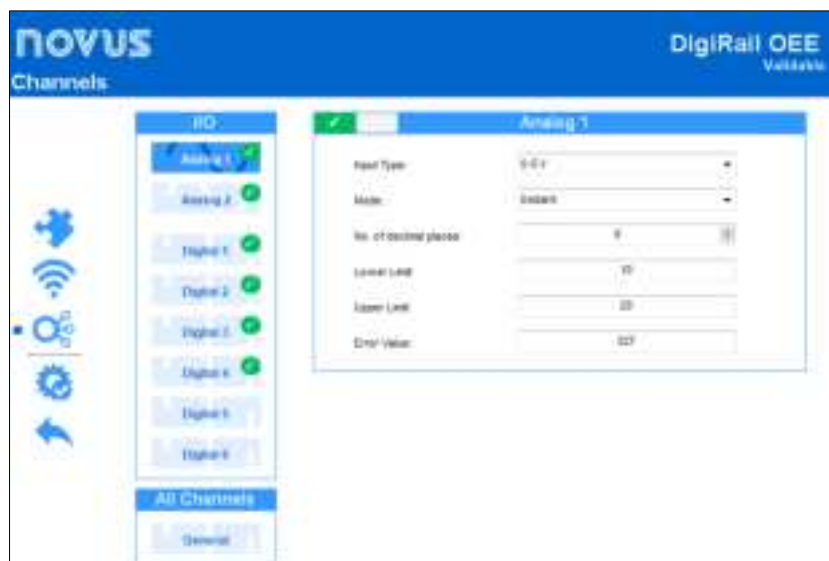 novus
DigiRail OEE
Channels
I/O
Analog 1
Analog 1
Analog 2
Input Type:
Mode:
No. of decimal places:
Digital 1
Lower Limit:
Digital 2
Upper Limit:
Digital 3
Error Value:
Digital 4
Digital 5
Digital 6
All Channels
General